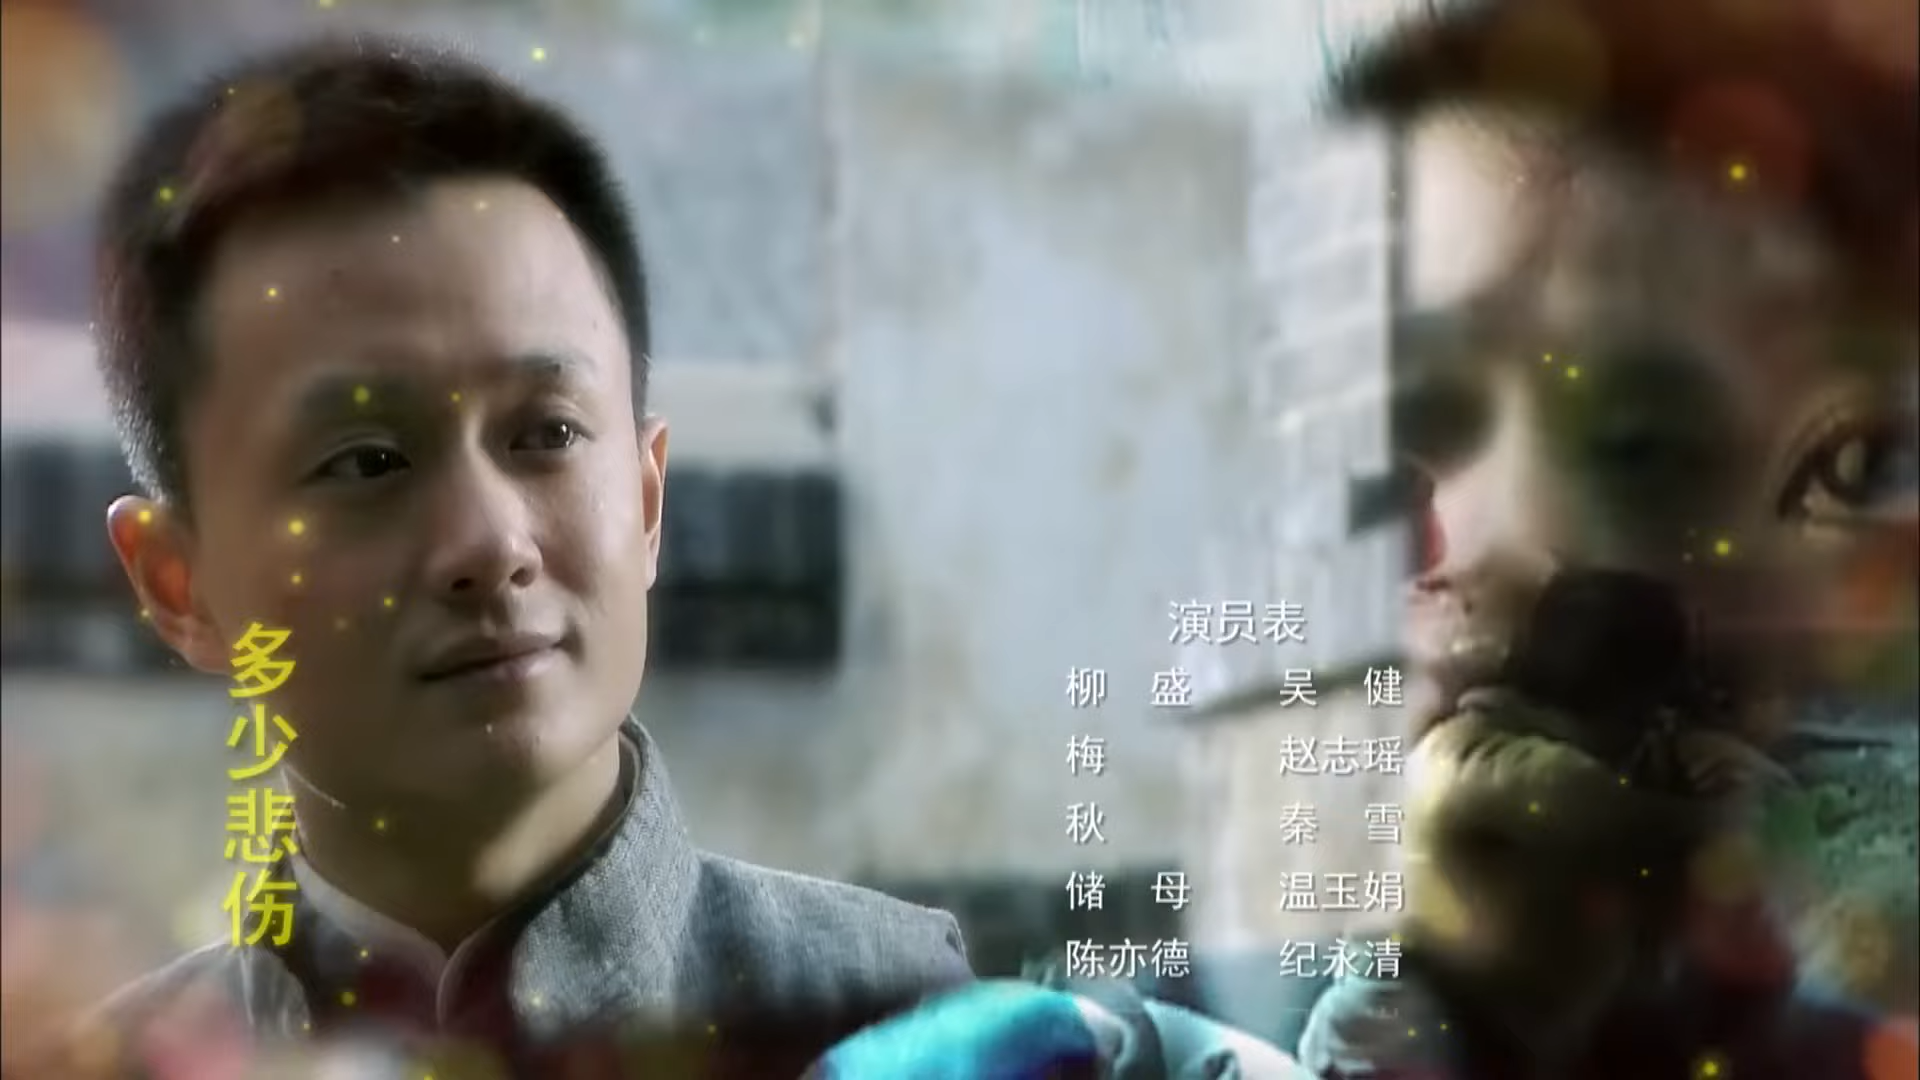 多少悲伤
演员表
柳 盛 吴 健
梅 赵志瑶
秋 秦 雪
储 母 温玉娟
陈亦德 纪永清